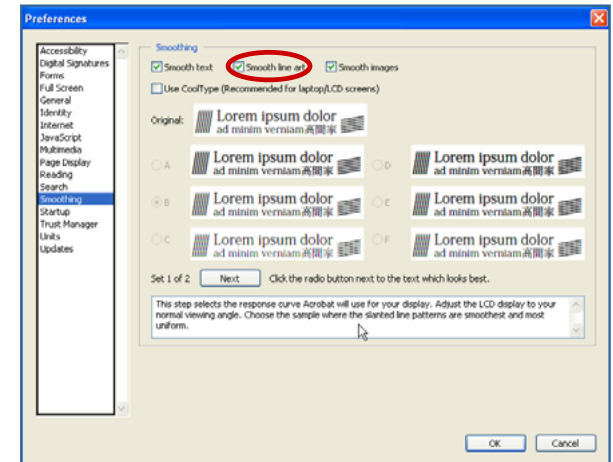 Preferences
Accessibility
Digital Signatures
Forms
Full Screen
General
Identity
Internet
JavaScript
Multimedia
Page Display
Reading
Search
Smoothing
Startup
Trust Manager
Units
Updates
Smoothing
Smooth text Smooth line art Smooth images
Use CoolType (Recommended for laptop/LCD screens)
Original: Lorem ipsum dolor
ad minim verniam高閣家
A Lorem ipsum dolor D Lorem ipsum dolor
ad minim verniam高閣家 ad minim verniam高閣家
B Lorem ipsum dolor E Lorem ipsum dolor
ad minim verniam高閣家 ad minim verniam高閣家
C Lorem ipsum dolor F Lorem ipsum dolor
ad minim verniam高閣家 ad minim verniam高閣家
Set 1 of 2 Next Click the radio button next to the text which looks best.
This step selects the response curve Acrobat will use for your display. Adjust the LCD display to your
normal viewing angle. Choose the sample where the slanted line patterns are smoothest and most
uniform.
OK Cancel